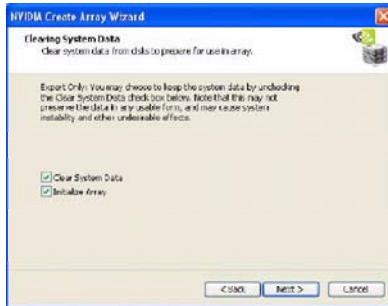 NVIDIA Create Array Wizard
Clearing System Data
Clear system data from disks to prepare for use in array.
Expert Only: You may choose to keep the system data by unchecking
the Clear System Data check box below. Note that this may not
preserve the data in any usable form, and may cause system
instability and other undesirable effects.
Clear System Data
Initialize Array
< Back
Next >
Cancel